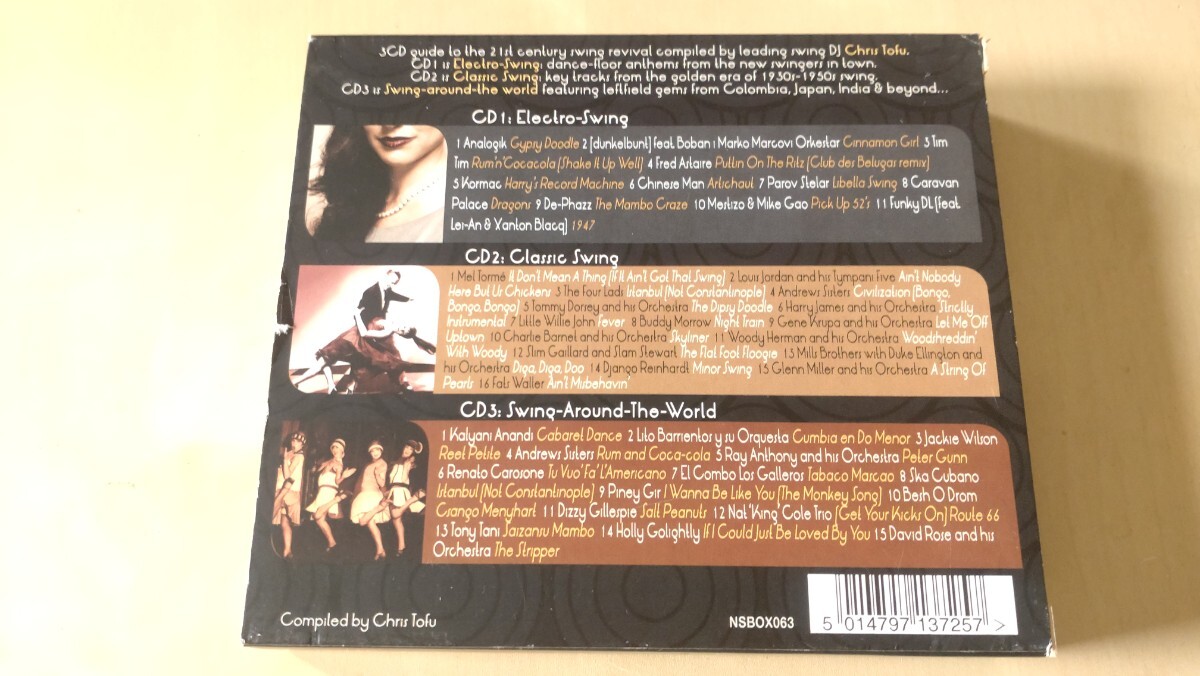 3CD guide to the 21st century swing revival compiled by leading swing DJ Chris Tofu.
CD1 is Electro-Swing: dance-floor anthems from the new swingers in town.
CD2 is Classic Swing: key tracks from the golden era of 1930s-1950s swing.
CD3 is Swing-around-the world featuring leftfield gems from Colombia, Japan, India & beyond...
CD1: Electro-Swing
1 Analogik Gypsy Doodle 2 [dunkelbunt] feat Boban i Marko Marcovi Orkestar Cinnamon Girl 3 Tim
Tim Rum'n'Cocacola (Shake It Up Well) 4 Fred Astaire Puttin On The Ritz (Club des Belugas remix)
5 Kormac Harry's Record Machine 6 Chinese Man Artichaut 7 Parov Stelar Libella Swing 8 Caravan
Palace Dragons 9 De-Phazz The Mambo Craze 10 Mestizo & Mike Gao Pick Up 52's 11 Funky DL (feat
Lei-An & Xanton Blacq) 1947
CD2: Classic Swing
1 Mel Tormé It Don't Mean A Thing (If It Ain't Got That Swing) 2 Louis Jordan and his Tympani Five Ain't Nobody
Here But Us Chickens 3 The Four Lads Istanbul (Not Constantinople) 4 Andrews Sisters Civilization (Bongo,
Bongo, Bongo) 5 Tommy Dorsey and his Orchestra The Dipsy Doodle 6 Harry James and his Orchestra Strictly
Instrumental 7 Little Willie John Fever 8 Buddy Morrow Night Train 9 Gene Krupa and his Orchestra Let Me Off
Uptown 10 Charlie Barnet and his Orchestra Skyliner 11 Woody Herman and his Orchestra Woodshreddin'
With Woody 12 Slim Gaillard and Slam Stewart The Flat Foot Floogie 13 Mills Brothers with Duke Ellington and
his Orchestra Diga, Diga, Doo 14 Django Reinhardt Minor Swing 15 Glenn Miller and his Orchestra A String Of
Pearls 16 Fats Waller Ain't Misbehavin'
CD3: Swing-Around-The-World
1 Kalyani Anandi Cabaret Dance 2 Lito Barrientos y su Orquesta Cumbia en Do Menor 3 Jackie Wilson
Reet Petite 4 Andrews Sisters Rum and Coca-cola 5 Ray Anthony and his Orchestra Peter Gunn
6 Renato Carosone Tu Vuo' Fa' L'Americano 7 El Combo Los Galleros Tabaco Marcao 8 Ska Cubano
Istanbul (Not Constantinople) 9 Piney Gir I Wanna Be Like You (The Monkey Song) 10 Besh O Drom
Csango Menyhart 11 Dizzy Gillespie Salt Peanuts 12 Nat 'King' Cole Trio (Get Your Kicks On) Route 66
13 Tony Tani Saizansu Mambo 14 Holly Golightly If I Could Just Be Loved By You 15 David Rose and his
Orchestra The Stripper
Compiled by Chris Tofu
NSBOX063
5 014797 137257 >